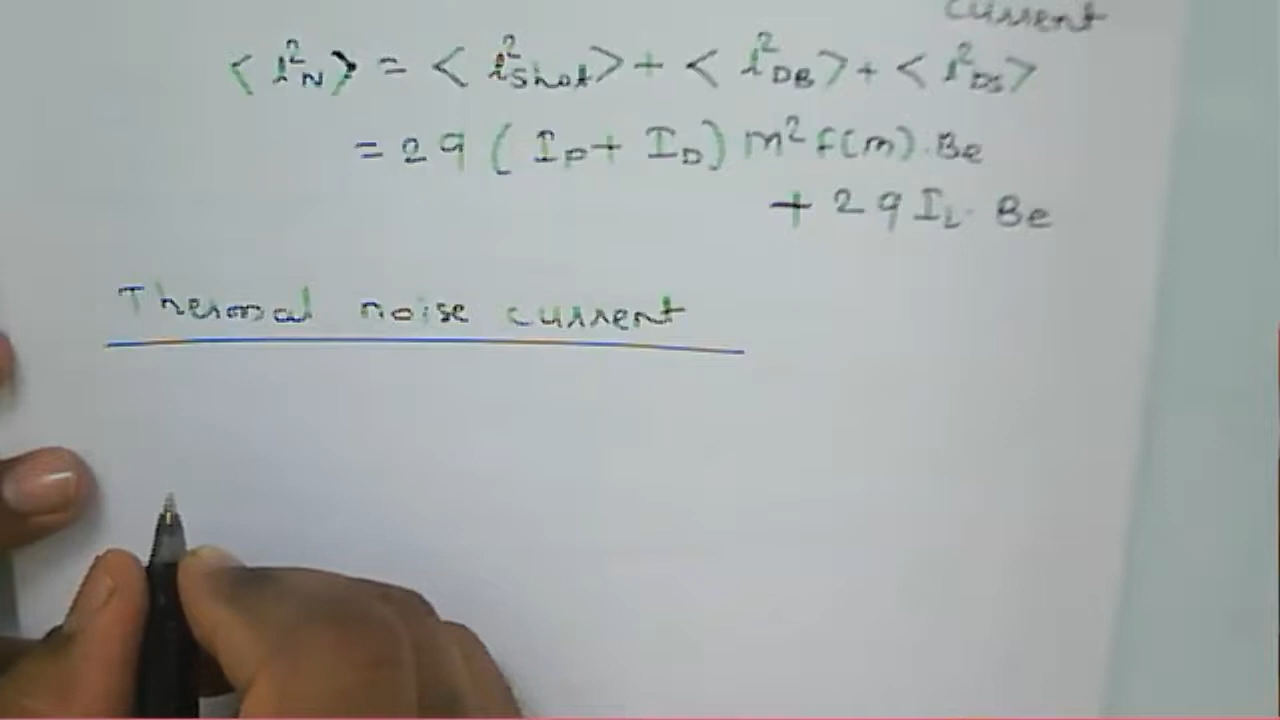 current
< i²N > = < i²shot > + < i²DB > + < i²DS >
= 2q ( Ip + ID ) m² f(m). Be
+ 2q IL. Be
Thermal noise current